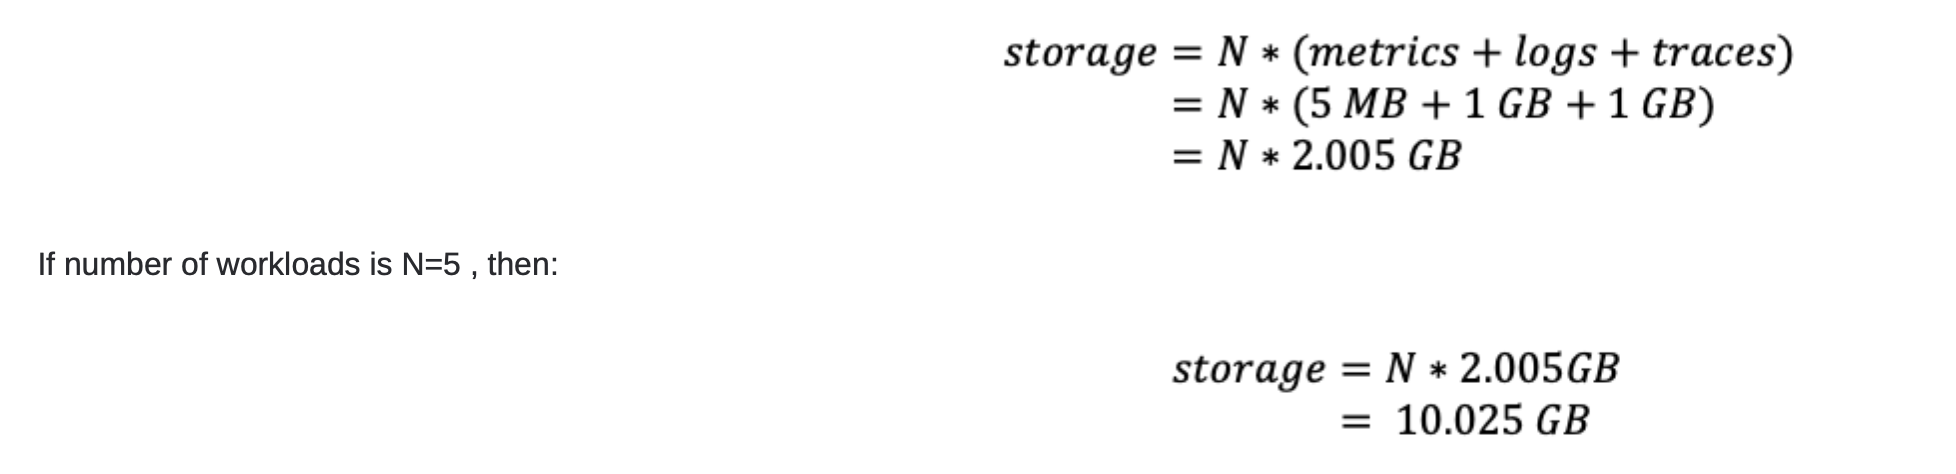 storage = N * (metrics + logs + traces)
= N * (5 MB + 1 GB + 1 GB)
= N * 2.005 GB
If number of workloads is N=5 , then:
storage = N * 2.005GB
= 10.025 GB